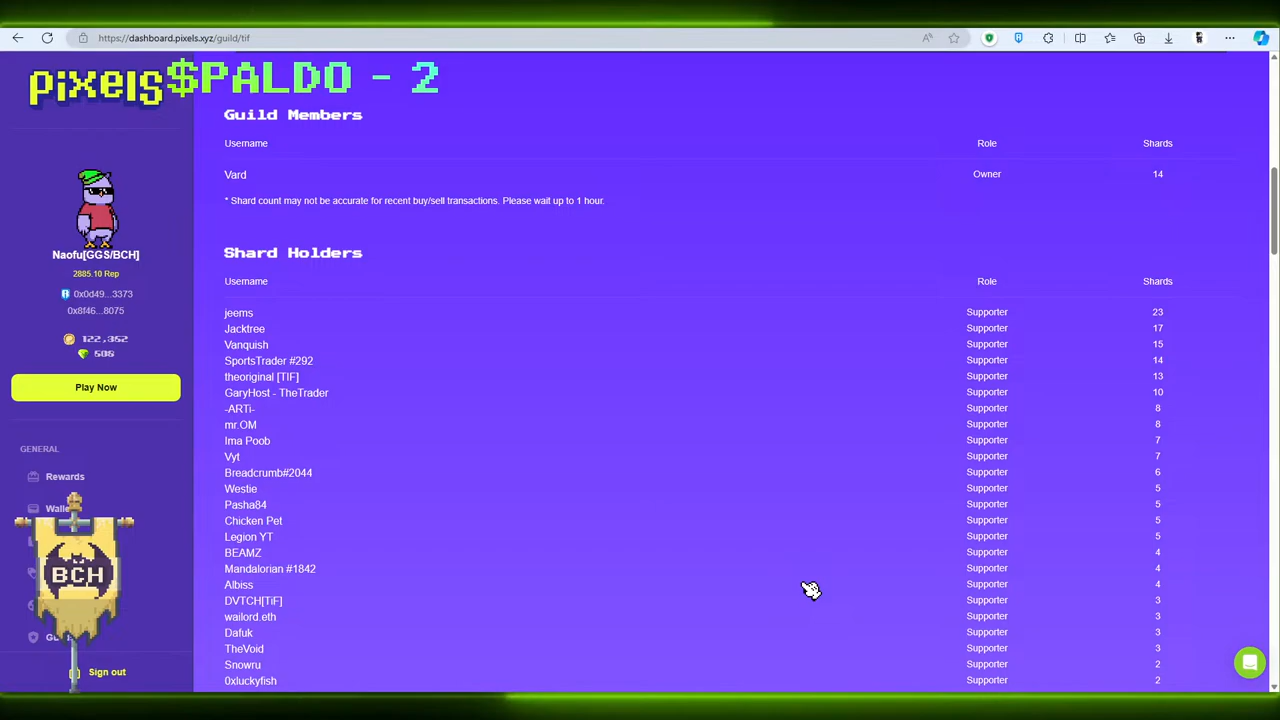 https://dashboard.pixels.xyz/guild/tif
pixels
$PALDO - 2
Guild Members
Username Role Shards
Vard Owner 14
* Shard count may not be accurate for recent buy/sell transactions. Please wait up to 1 hour.
Naofu[GGS/BCH]
2885.10 Rep
0x0d49...3373
0x8f46...8075
122,362
Play Now
GENERAL
Rewards
BCH
Sign out
Shard Holders
Username Role Shards
jeems Supporter 23
Jacktree Supporter 17
Vanquish Supporter 15
SportsTrader #292 Supporter 14
theoriginal [TIF] Supporter 13
GaryHost - TheTrader Supporter 10
-ARTi- Supporter 8
mr.OM Supporter 8
Ima Poob Supporter 7
Vyt Supporter 7
Breadcrumb#2044 Supporter 6
Westie Supporter 5
Pasha84 Supporter 5
Chicken Pet Supporter 5
Legion YT Supporter 5
BEAMZ Supporter 4
Mandalorian #1842 Supporter 4
Albiss Supporter 4
DVTCH[TiF] Supporter 3
wailord.eth Supporter 3
Dafuk Supporter 3
TheVoid Supporter 3
Snowru Supporter 2
0xluckyfish Supporter 2